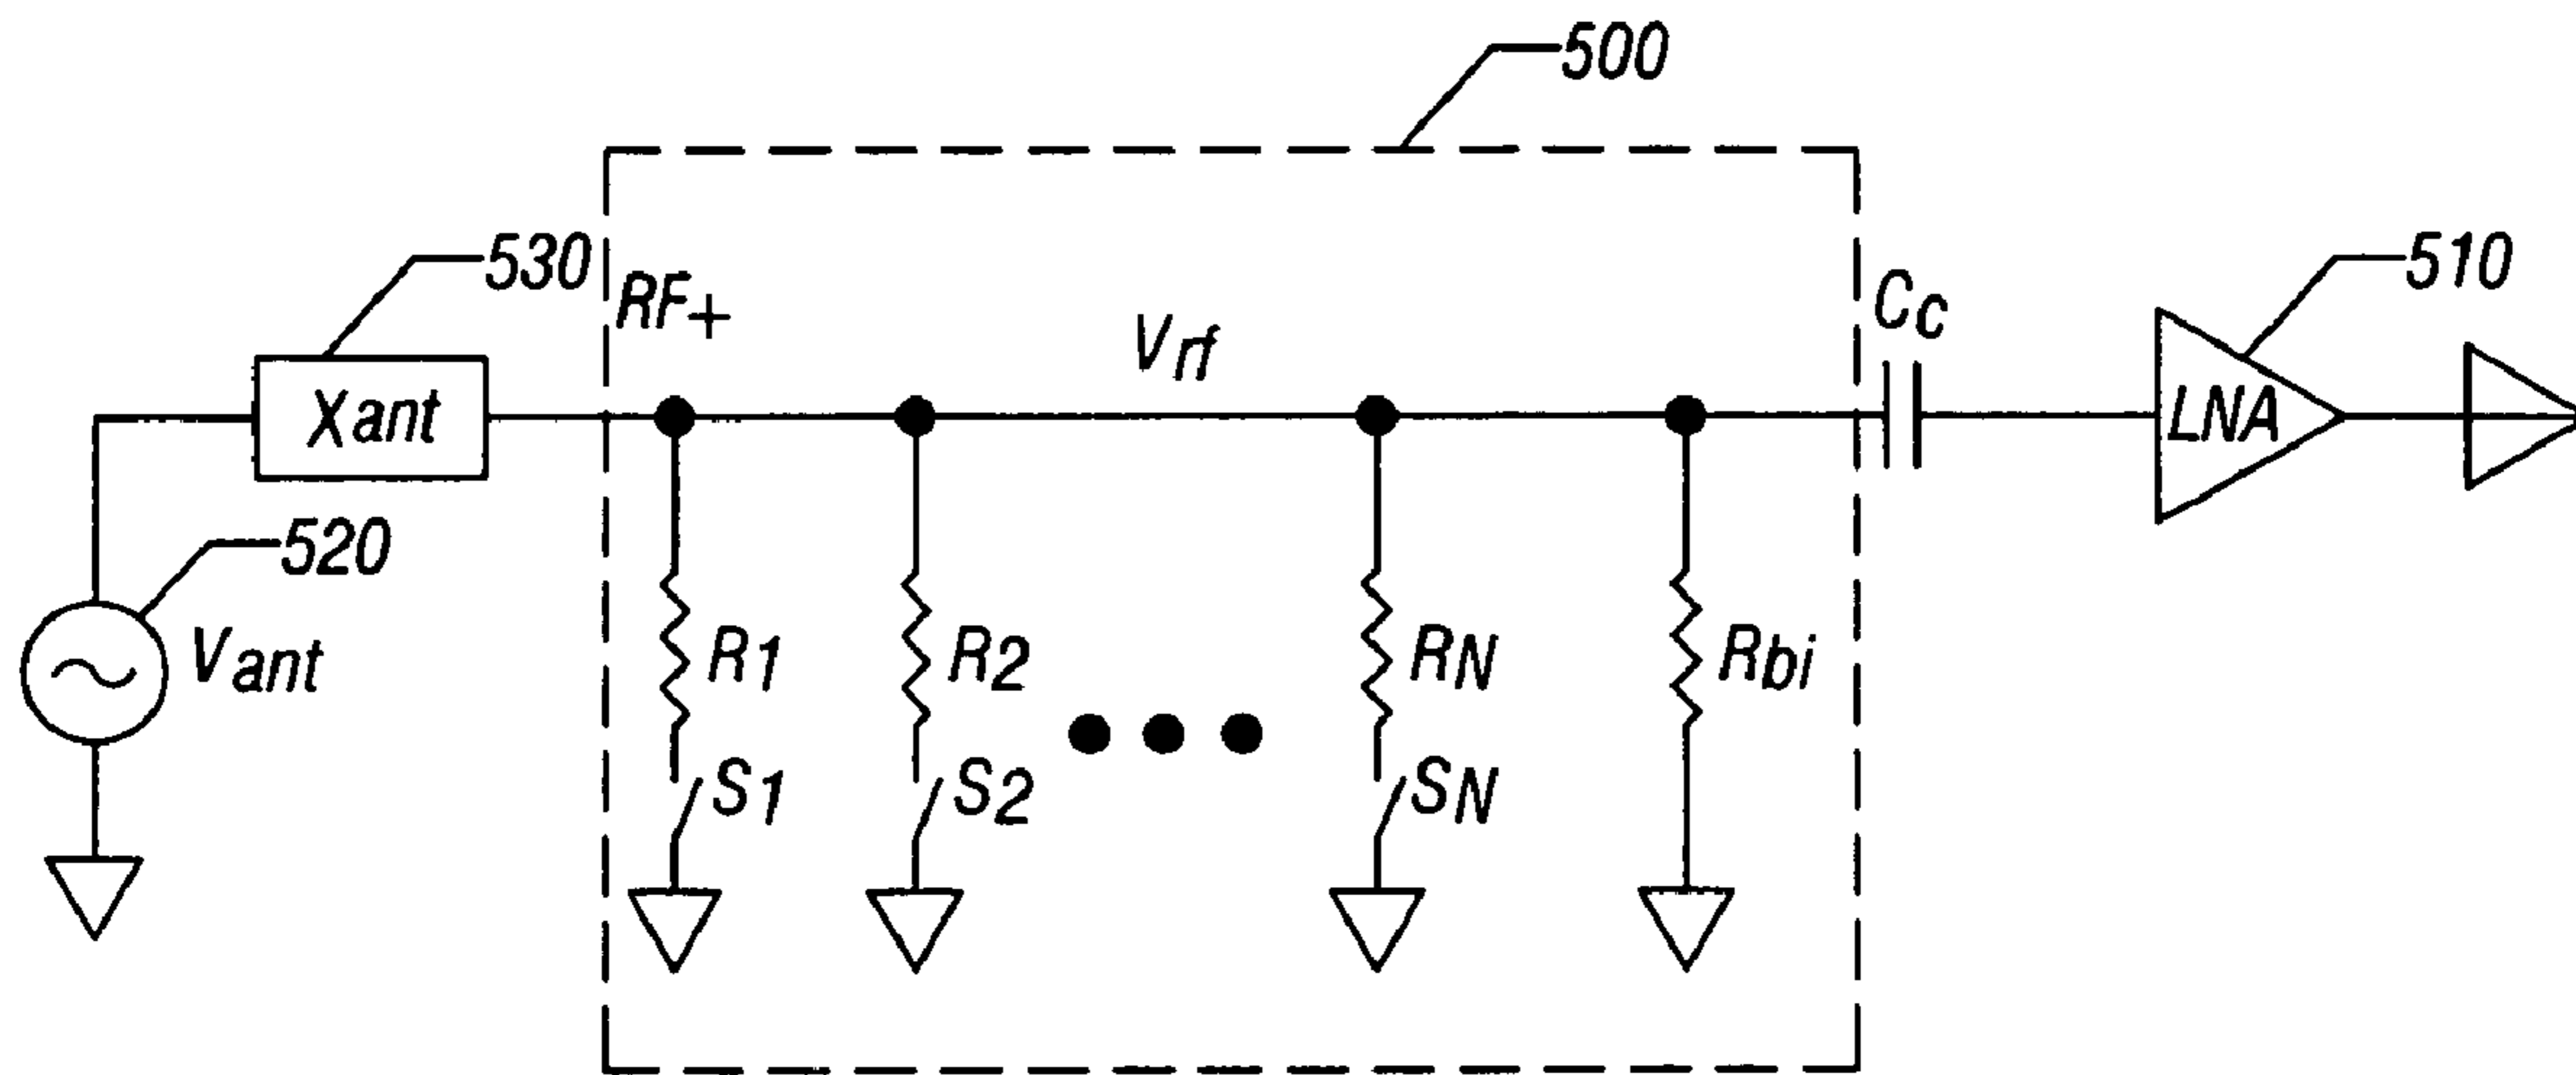 500
530
RF+
Vrf
Cc
510
Xant
LNA
520
Vant
R1
R2
RN
Rbi
S1
S2
SN